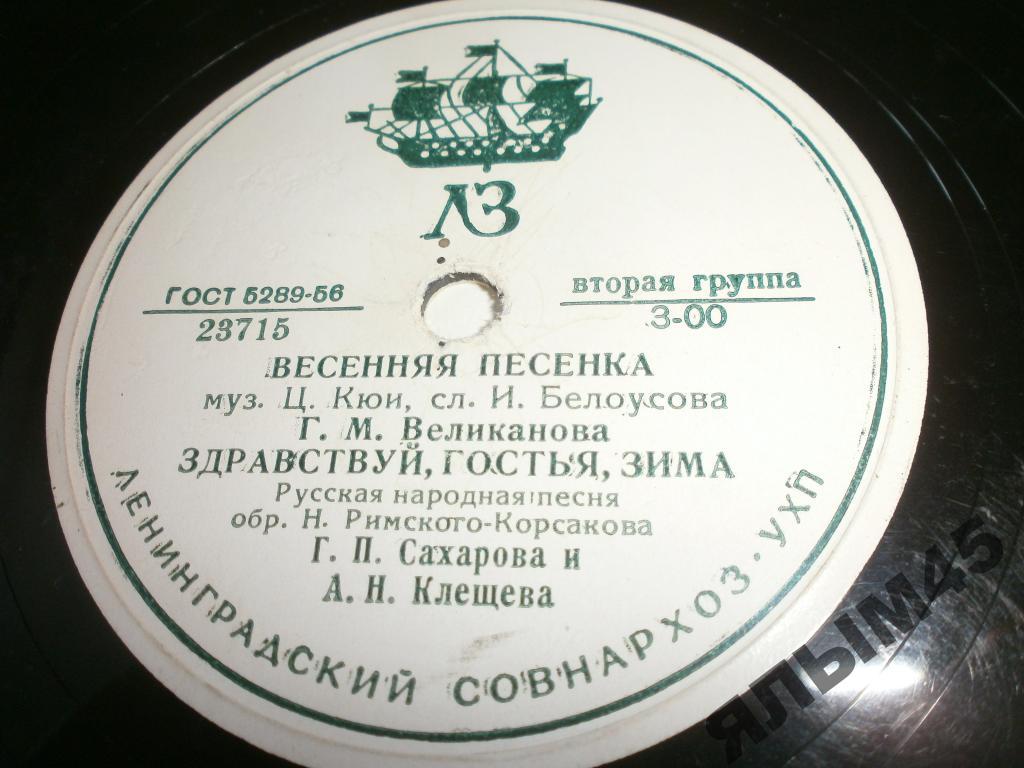 ЛЗ
ГОСТ 5289-56
23715
вторая группа
3-00
ВЕСЕННЯЯ ПЕСЕНКА
муз. Ц. Кюи, сл. И. Белоусова
Г. М. Великанова
ЗДРАВСТВУЙ, ГОСТЬЯ, ЗИМА
Русская народная песня
обр. Н. Римского-Корсакова
Г. П. Сахарова и
А. Н. Клещева
ЛЕНИНГРАДСКИЙ СОВНАРХОЗ · УХП
ЯЛЫМ45